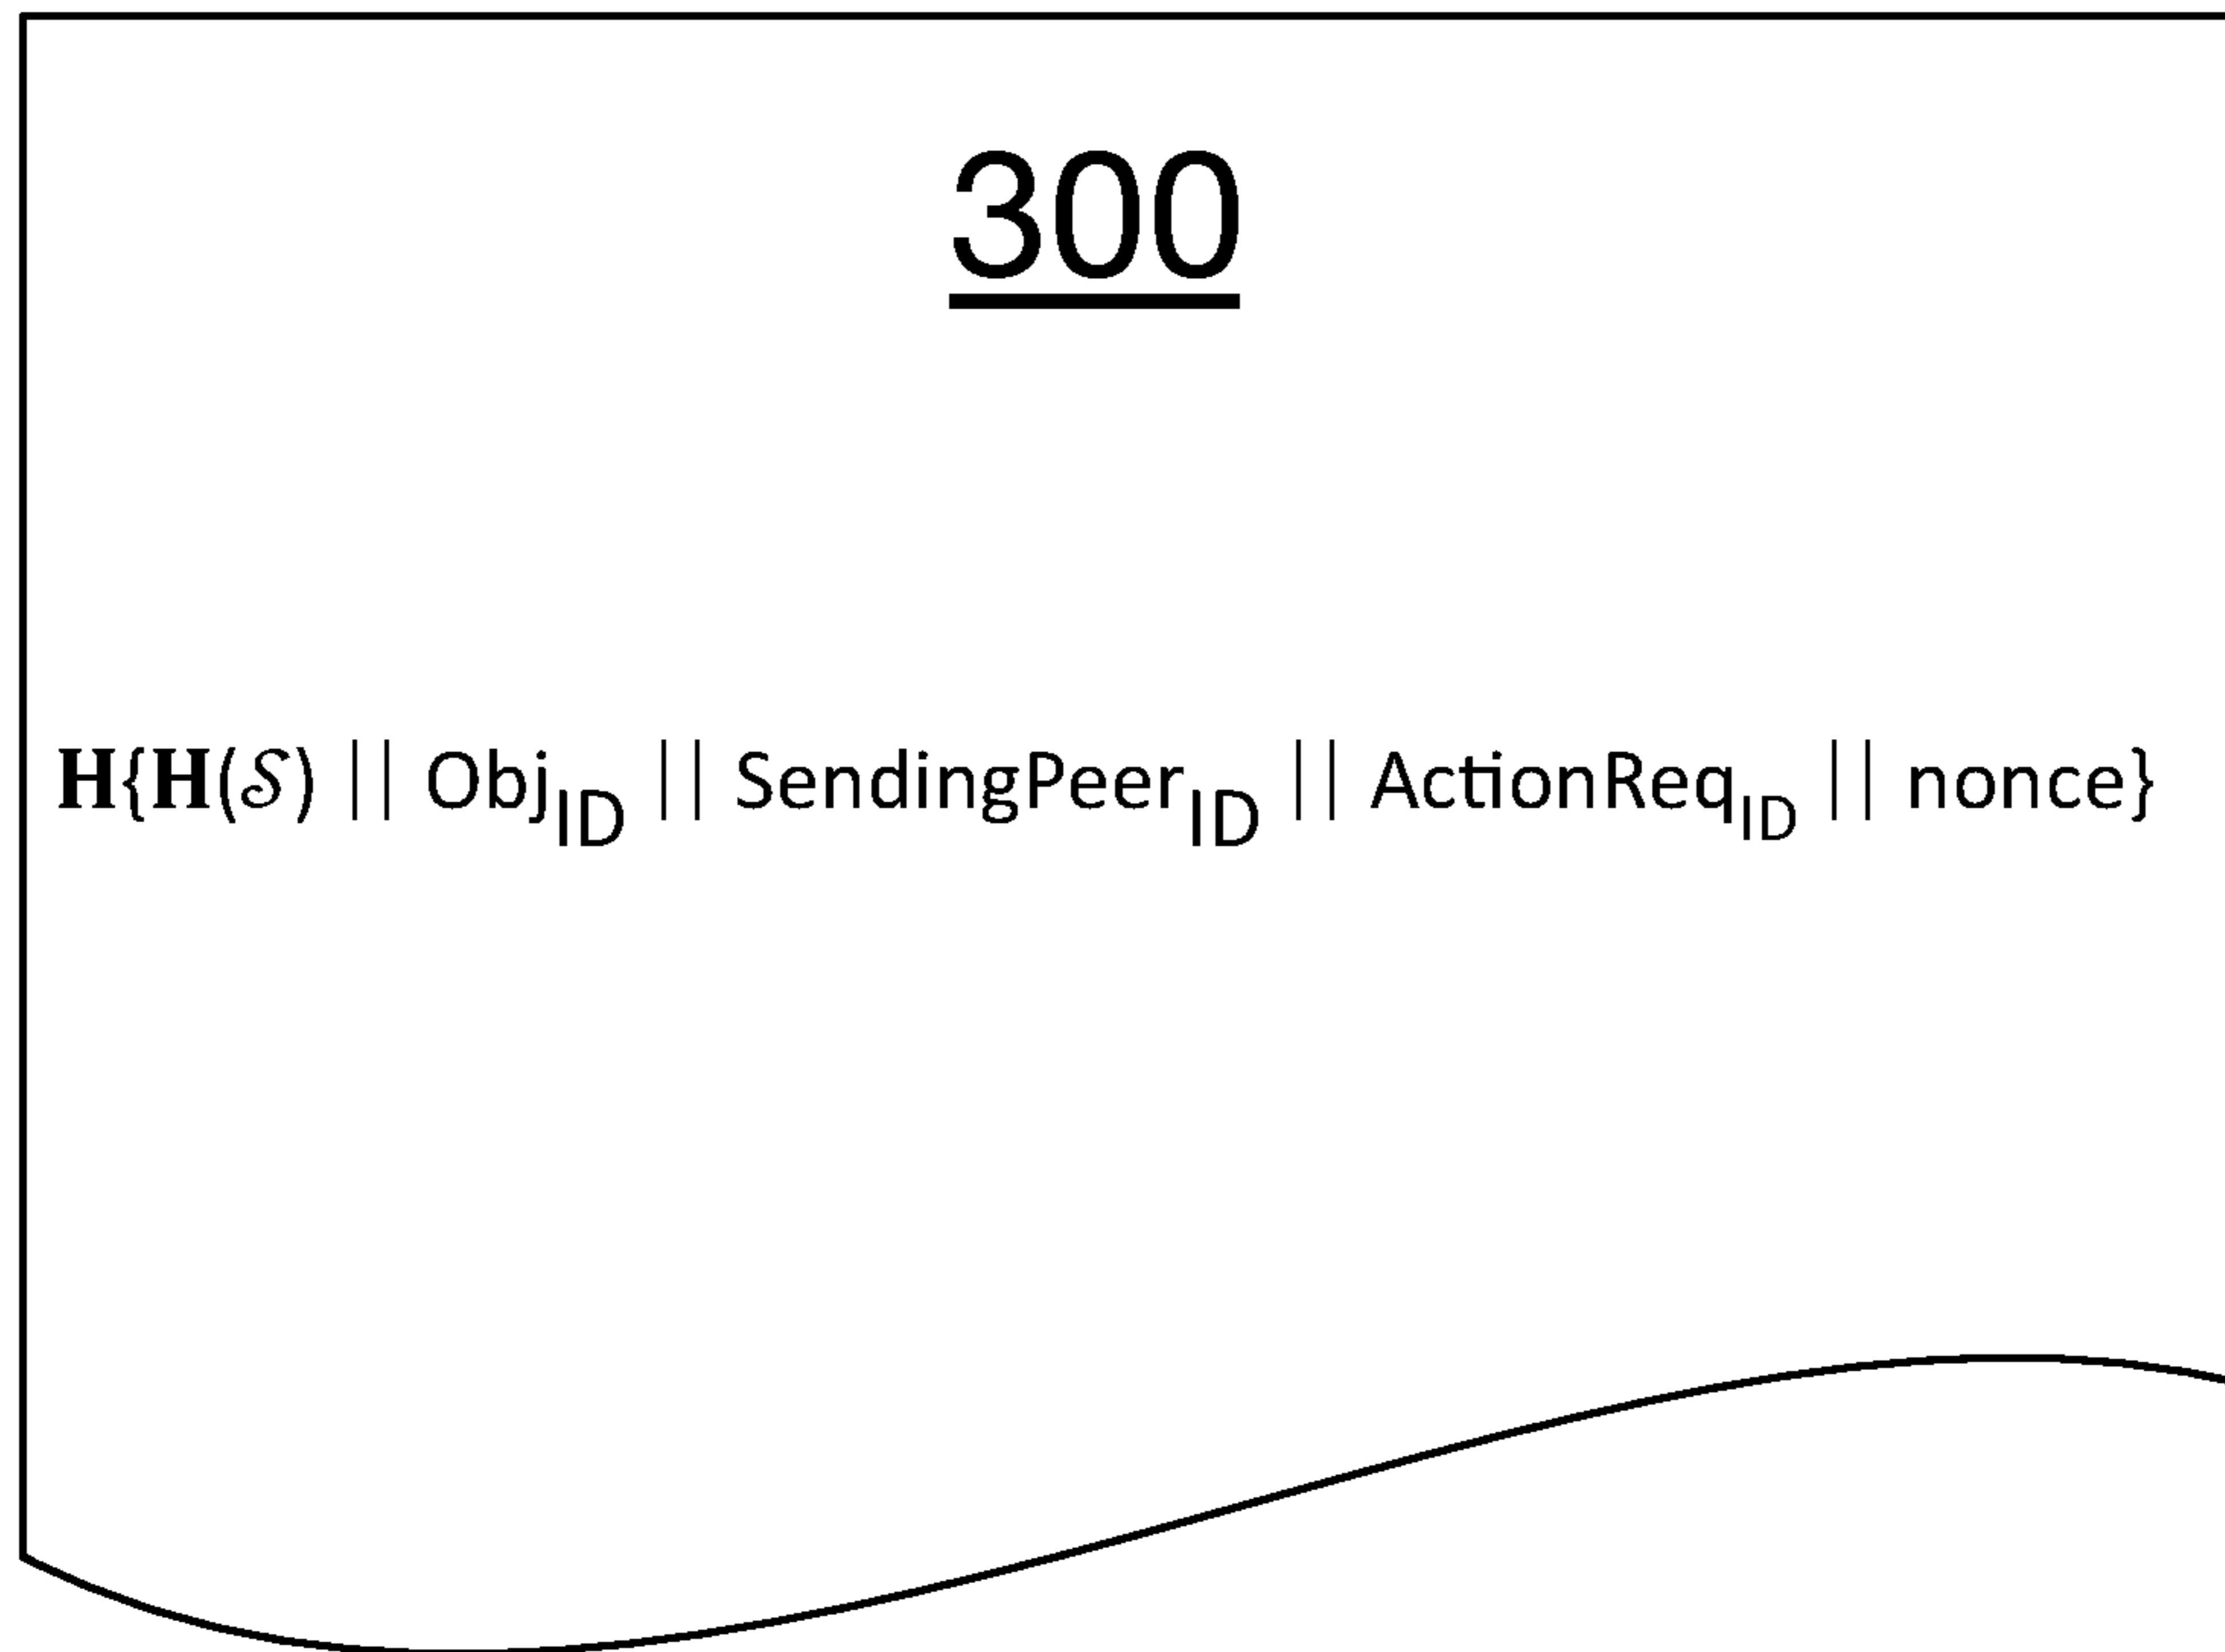 300
𝐇{𝐇(𝒮) || Obj_ID || SendingPeer_ID || ActionReq_ID || nonce}